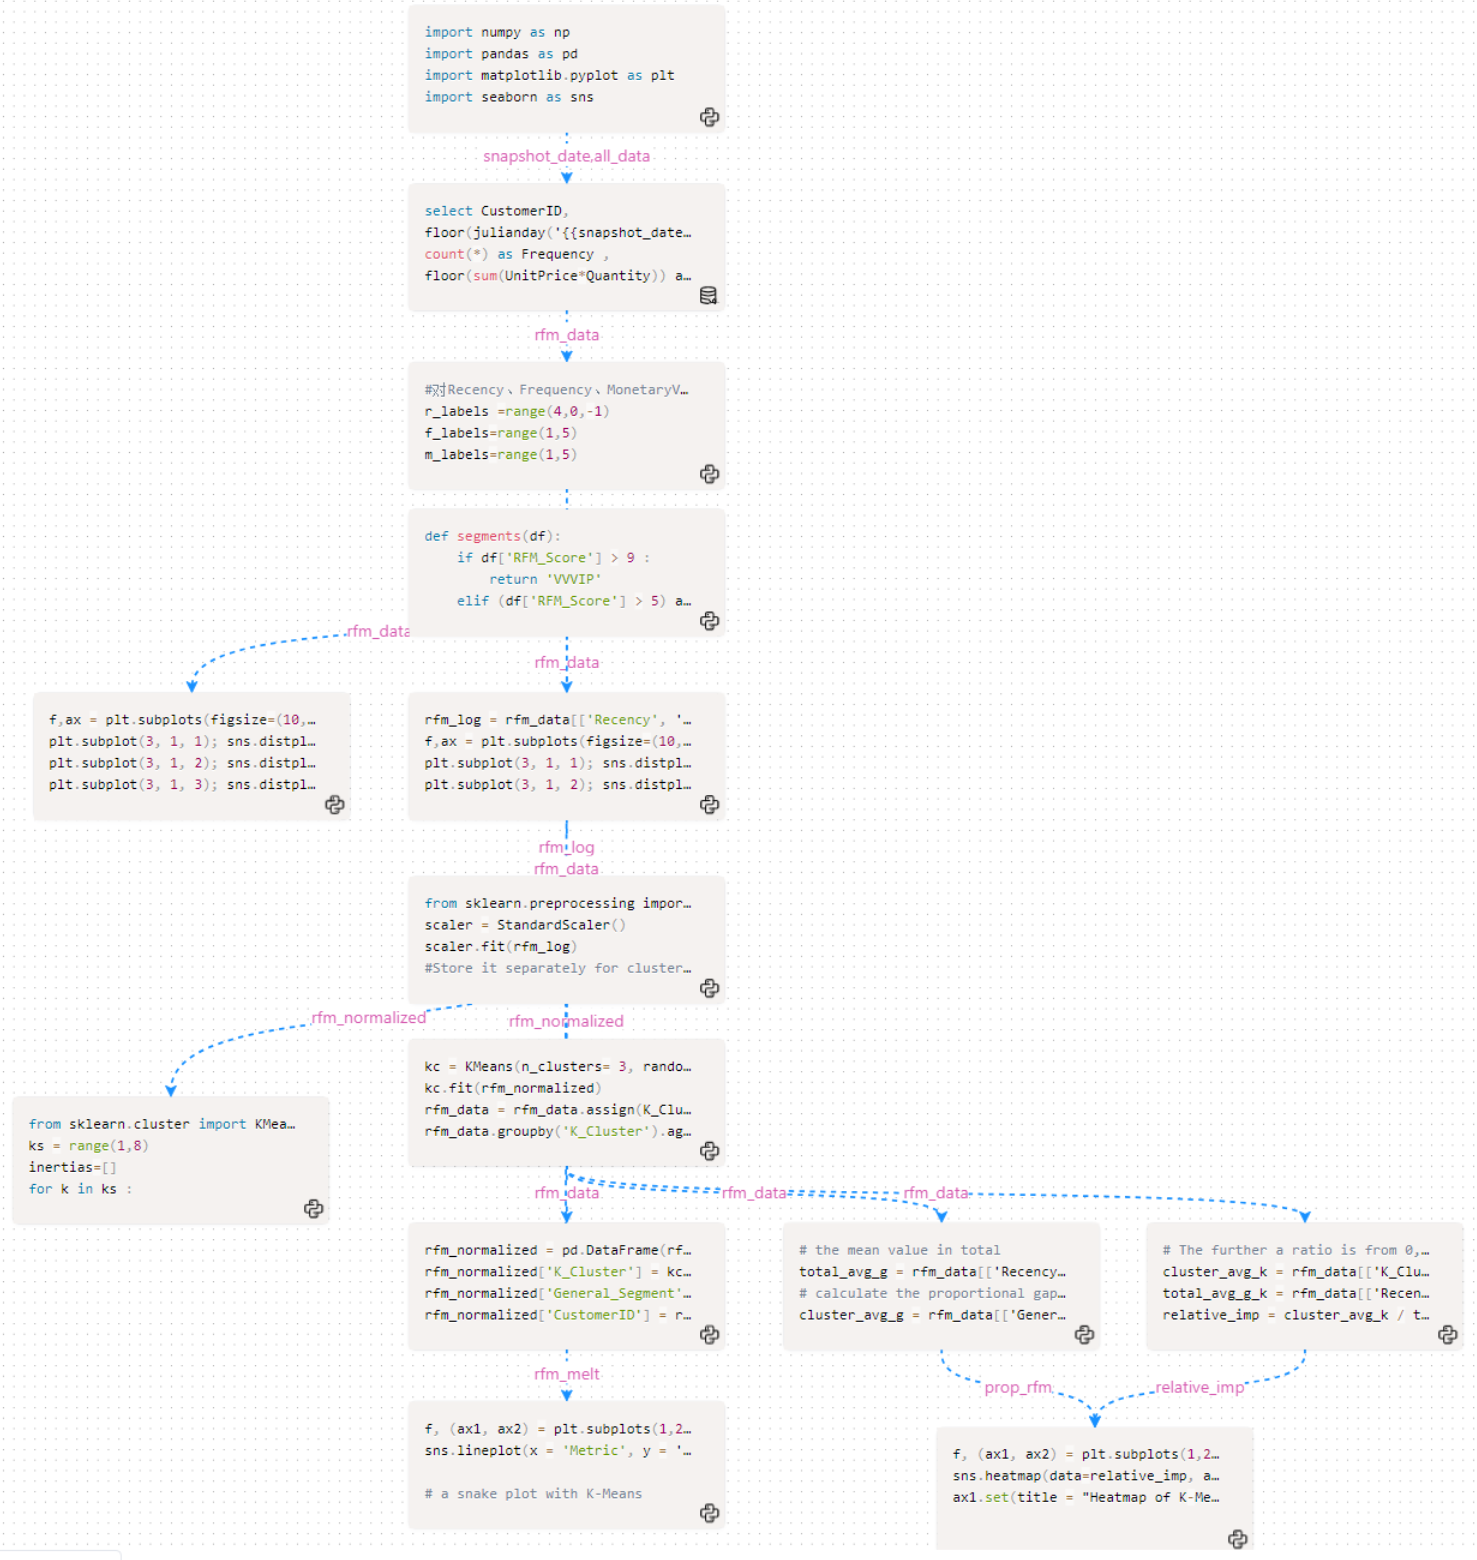 import numpy as np
import pandas as pd
import matplotlib.pyplot as plt
import seaborn as sns
snapshot_date,all_data
select CustomerID,
floor(julianday('{{snapshot_date…
count(*) as Frequency ,
floor(sum(UnitPrice*Quantity)) a…
rfm_data
#对Recency、Frequency、MonetaryV…
r_labels =range(4,0,-1)
f_labels=range(1,5)
m_labels=range(1,5)
def segments(df):
if df['RFM_Score'] > 9 :
return 'VVVIP'
elif (df['RFM_Score'] > 5) a…
rfm_data
rfm_data
f,ax = plt.subplots(figsize=(10,…
plt.subplot(3, 1, 1); sns.distpl…
plt.subplot(3, 1, 2); sns.distpl…
plt.subplot(3, 1, 3); sns.distpl…
rfm_log = rfm_data[['Recency', '…
f,ax = plt.subplots(figsize=(10,…
plt.subplot(3, 1, 1); sns.distpl…
plt.subplot(3, 1, 2); sns.distpl…
rfm_log
rfm_data
from sklearn.preprocessing impor…
scaler = StandardScaler()
scaler.fit(rfm_log)
#Store it separately for cluster…
rfm_normalized
rfm_normalized
kc = KMeans(n_clusters= 3, rando…
kc.fit(rfm_normalized)
rfm_data = rfm_data.assign(K_Clu…
rfm_data.groupby('K_Cluster').ag…
from sklearn.cluster import KMea…
ks = range(1,8)
inertias=[]
for k in ks :
rfm_data
rfm_data
rfm_data
rfm_normalized = pd.DataFrame(rf…
rfm_normalized['K_Cluster'] = kc…
rfm_normalized['General_Segment'…
rfm_normalized['CustomerID'] = r…
# the mean value in total
total_avg_g = rfm_data[['Recency…
# calculate the proportional gap…
cluster_avg_g = rfm_data[['Gener…
# The further a ratio is from 0,…
cluster_avg_k = rfm_data[['K_Clu…
total_avg_g_k = rfm_data[['Recen…
relative_imp = cluster_avg_k / t…
rfm_melt
prop_rfm
relative_imp
f, (ax1, ax2) = plt.subplots(1,2…
sns.lineplot(x = 'Metric', y = '…
# a snake plot with K-Means
f, (ax1, ax2) = plt.subplots(1,2…
sns.heatmap(data=relative_imp, a…
ax1.set(title = "Heatmap of K-Me…